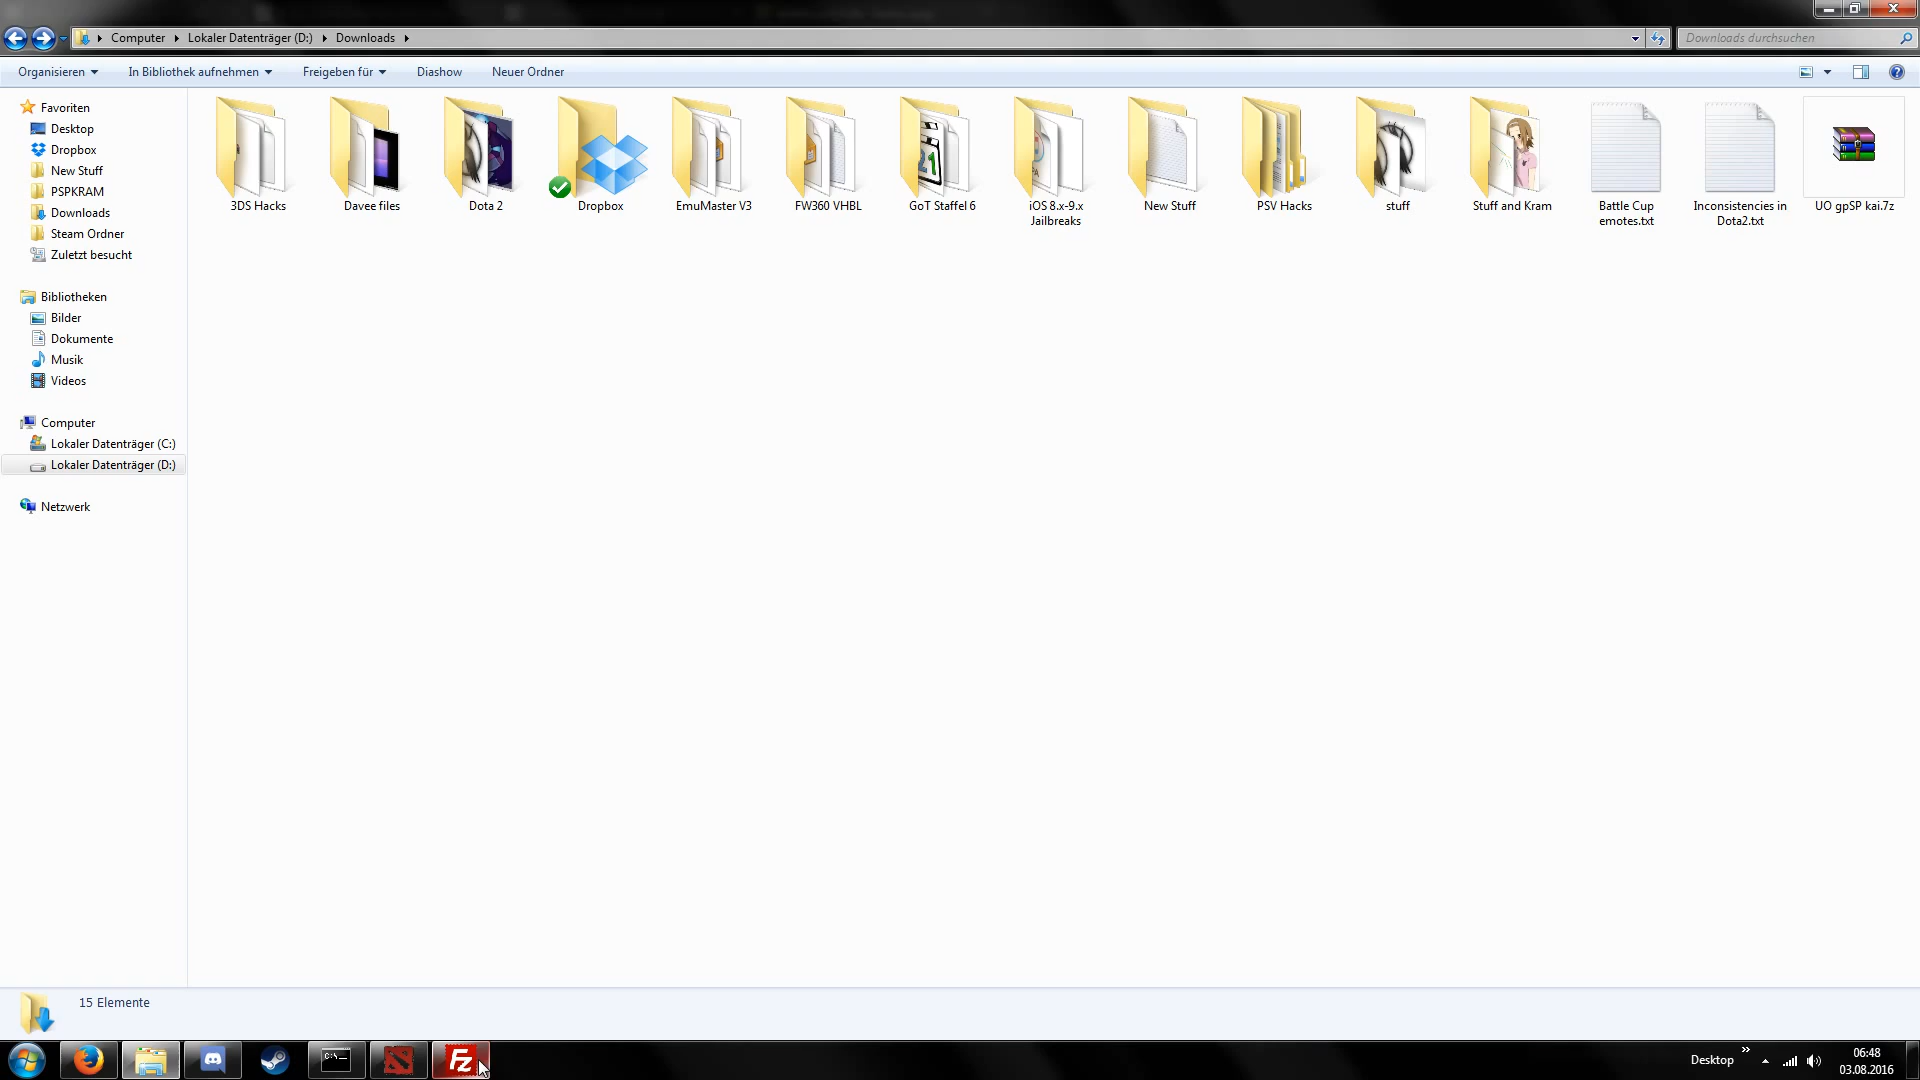 Computer Lokaler Datenträger (D:) Downloads
Downloads durchsuchen
Organisieren In Bibliothek aufnehmen Freigeben für Diashow Neuer Ordner
Favoriten
Desktop
Dropbox
New Stuff
PSPKRAM
Downloads
Steam Ordner
Zuletzt besucht
Bibliotheken
Bilder
Dokumente
Musik
Videos
Computer
Lokaler Datenträger (C:)
Lokaler Datenträger (D:)
Netzwerk
3DS Hacks
Davee files
Dota 2
Dropbox
EmuMaster V3
FW360 VHBL
GoT Staffel 6
iOS 8.x-9.x
Jailbreaks
New Stuff
PSV Hacks
stuff
Stuff and Kram
Battle Cup
emotes.txt
Inconsistencies in
Dota2.txt
UO gpSP kai.7z
15 Elemente
C:\
FZ
Desktop
06:48
03.08.2016